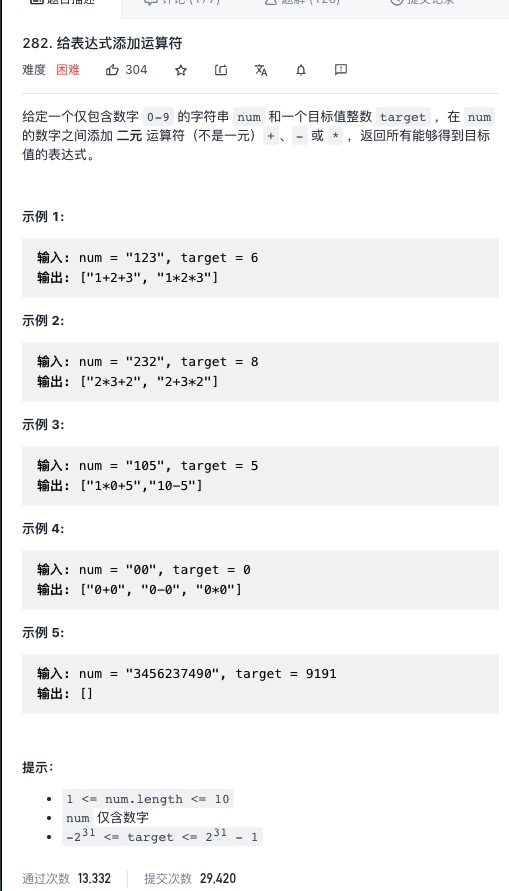 282. 给表达式添加运算符
难度 困难 304
给定一个仅包含数字 0-9 的字符串 num 和一个目标值整数 target ，在 num
的数字之间添加 二元 运算符（不是一元）+ 、- 或 * ，返回所有能够得到目标
值的表达式。
示例 1:
输入: num = "123", target = 6
输出: ["1+2+3", "1*2*3"]
示例 2:
输入: num = "232", target = 8
输出: ["2*3+2", "2+3*2"]
示例 3:
输入: num = "105", target = 5
输出: ["1*0+5","10-5"]
示例 4:
输入: num = "00", target = 0
输出: ["0+0", "0-0", "0*0"]
示例 5:
输入: num = "3456237490", target = 9191
输出: []
提示：
1 <= num.length <= 10
num 仅含数字
-2³¹ <= target <= 2³¹ - 1
通过次数 13,332 提交次数 29,420